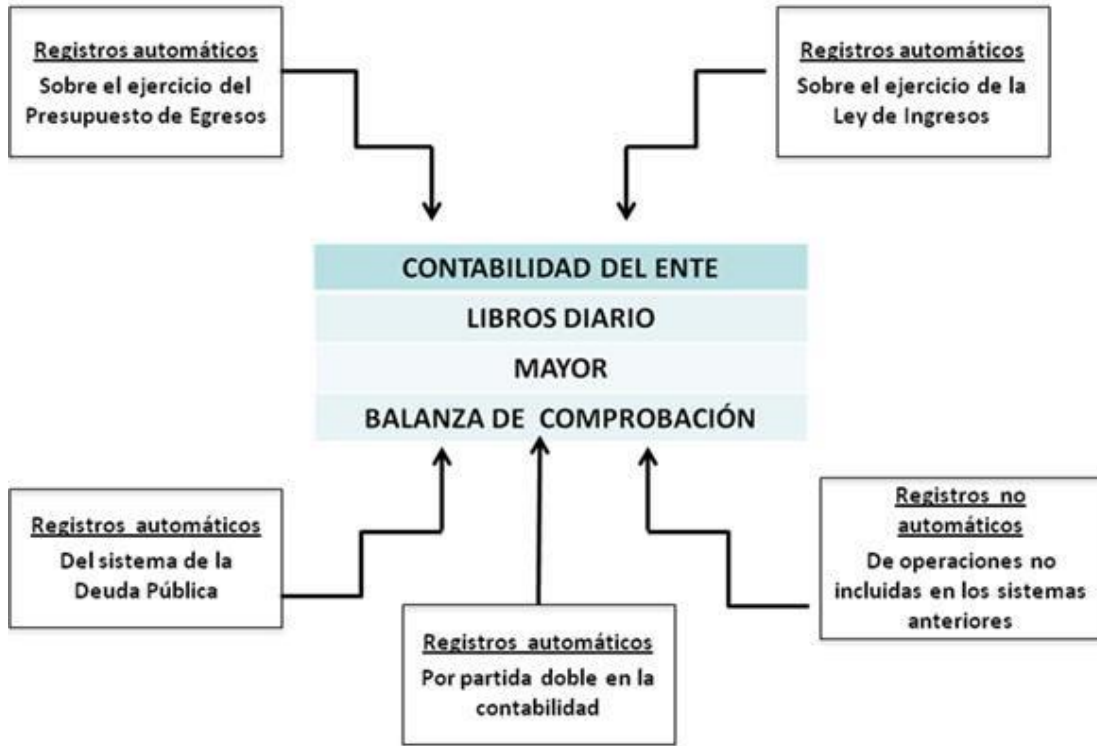 Registros automáticos
Sobre el ejercicio del
Presupuesto de Egresos
Registros automáticos
Sobre el ejercicio de la
Ley de Ingresos
CONTABILIDAD DEL ENTE
LIBROS DIARIO
MAYOR
BALANZA DE COMPROBACIÓN
Registros automáticos
Del sistema de la
Deuda Pública
Registros automáticos
Por partida doble en la
contabilidad
Registros no
automáticos
De operaciones no
incluidas en los sistemas
anteriores